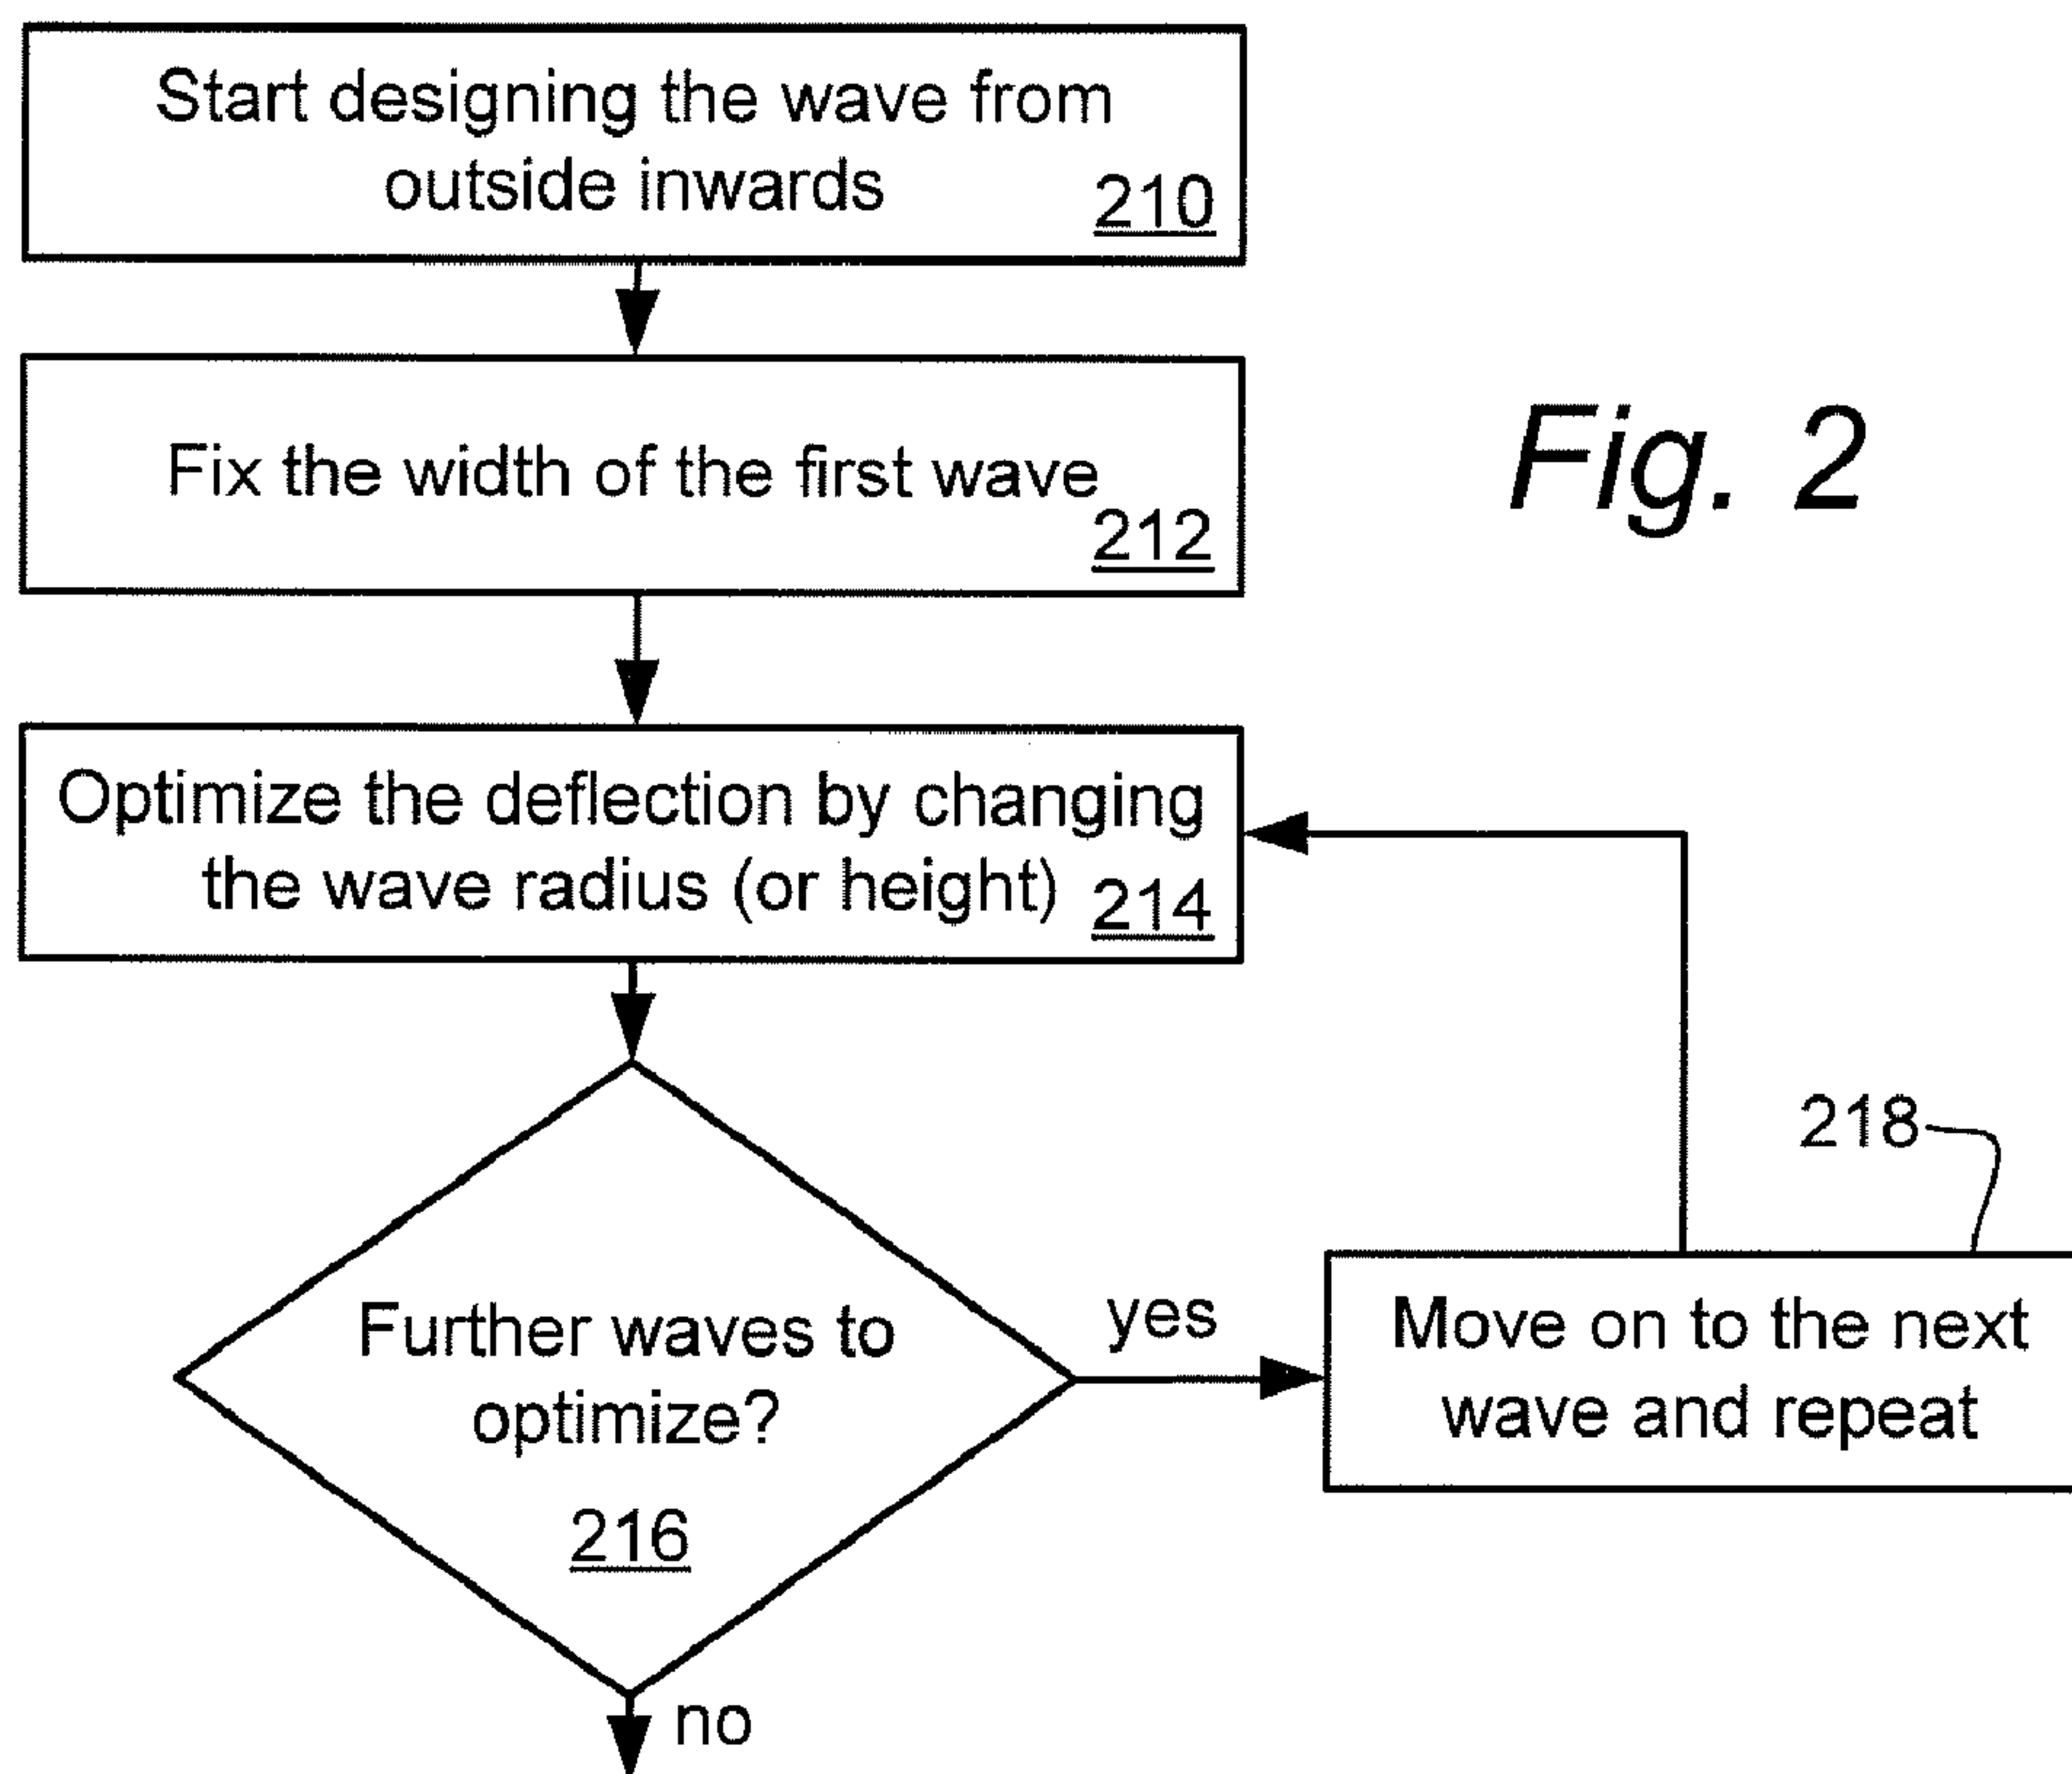 Start designing the wave from
outside inwards
210
Fix the width of the first wave
212
Fig. 2
Optimize the deflection by changing
the wave radius (or height)
214
218
Further waves to
optimize?
216
yes
Move on to the next
wave and repeat
no